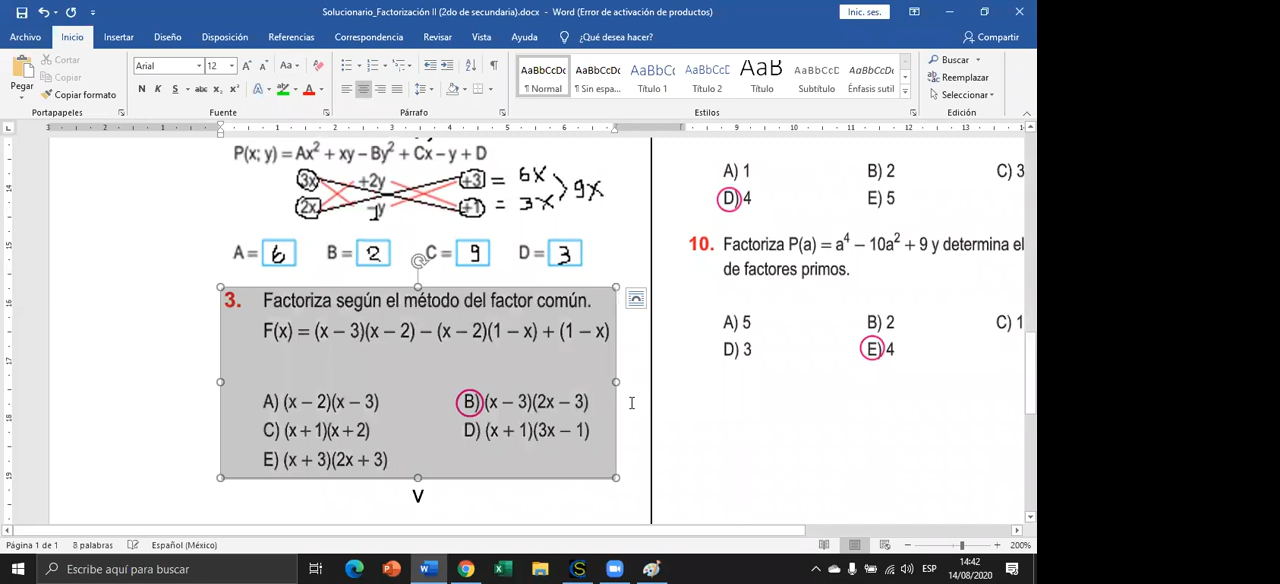 Solucionario_Factorización II (2do de secundaria).docx - Word (Error de activación de productos)
Inic. ses.
Archivo Inicio Insertar Diseño Disposición Referencias Correspondencia Revisar Vista Ayuda ¿Qué desea hacer? Compartir
Pegar
Cortar
Copiar
Copiar formato
Arial 12
N K S abc x₂ x²
AaBbCcDc AaBbCcDc AaBbC AaBbCcD AaB AaBbCcD AaBbCcDc
¶ Normal ¶ Sin espa... Título 1 Título 2 Título Subtítulo Énfasis sutil
Buscar
Reemplazar
Seleccionar
Portapapeles Fuente Párrafo Estilos Edición
P(x; y) = Ax² + xy – By² + Cx – y + D
3x +2y +3 = 6x
2x -y +1 = 3x
9x
A = 6 B = 2 C = 9 D = 3
3. Factoriza según el método del factor común.
F(x) = (x – 3)(x – 2) – (x – 2)(1 – x) + (1 – x)
A) (x – 2)(x – 3) B) (x – 3)(2x – 3)
C) (x + 1)(x + 2) D) (x + 1)(3x – 1)
E) (x + 3)(2x + 3)
V
A) 1 B) 2 C) 3
D) 4 E) 5
10. Factoriza P(a) = a⁴ – 10a² + 9 y determina el
de factores primos.
A) 5 B) 2 C) 1
D) 3 E) 4
Página 1 de 1 8 palabras Español (México) 200%
Escribe aquí para buscar
ESP
14:42
14/08/2020